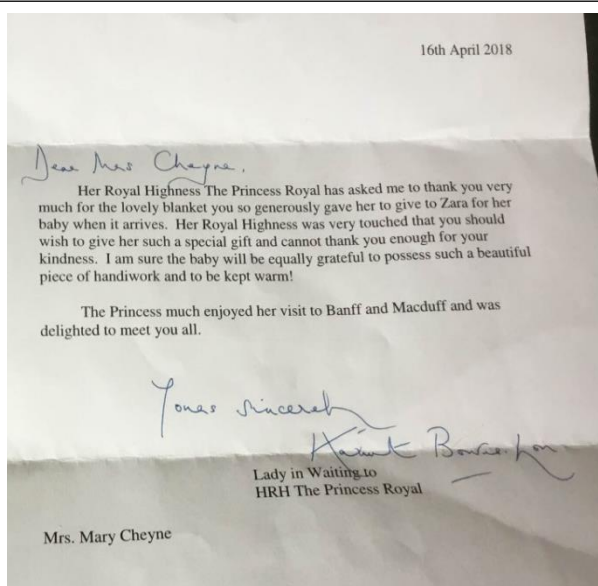 16th April 2018
Dear Mrs Cheyne,
Her Royal Highness The Princess Royal has asked me to thank you very
much for the lovely blanket you so generously gave her to give to Zara for her
baby when it arrives. Her Royal Highness was very touched that you should
wish to give her such a special gift and cannot thank you enough for your
kindness. I am sure the baby will be equally grateful to possess such a beautiful
piece of handiwork and to be kept warm!
The Princess much enjoyed her visit to Banff and Macduff and was
delighted to meet you all.
Yours sincerely
Lady in Waiting to
HRH The Princess Royal
Mrs. Mary Cheyne